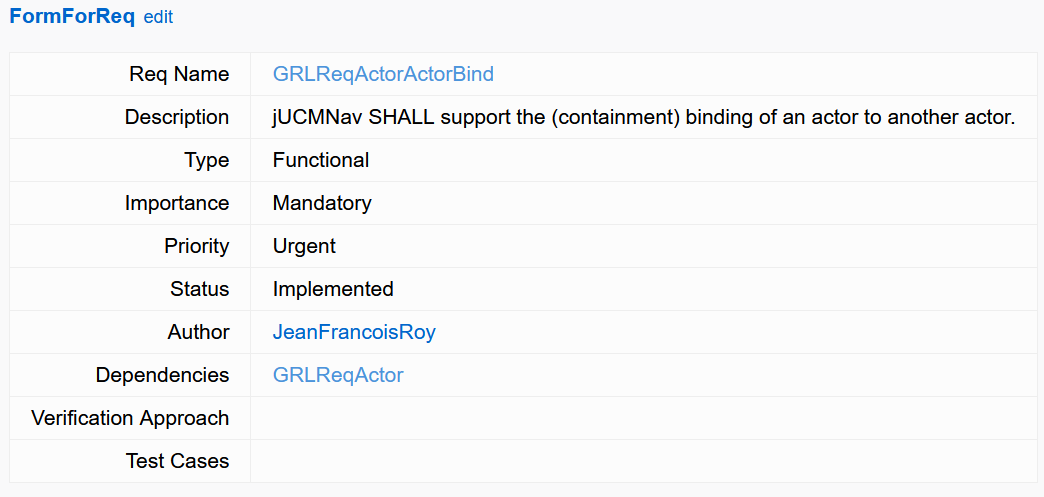 FormForReq edit
Req Name GRLReqActorActorBind
Description jUCMNav SHALL support the (containment) binding of an actor to another actor.
Type Functional
Importance Mandatory
Priority Urgent
Status Implemented
Author JeanFrancoisRoy
Dependencies GRLReqActor
Verification Approach
Test Cases